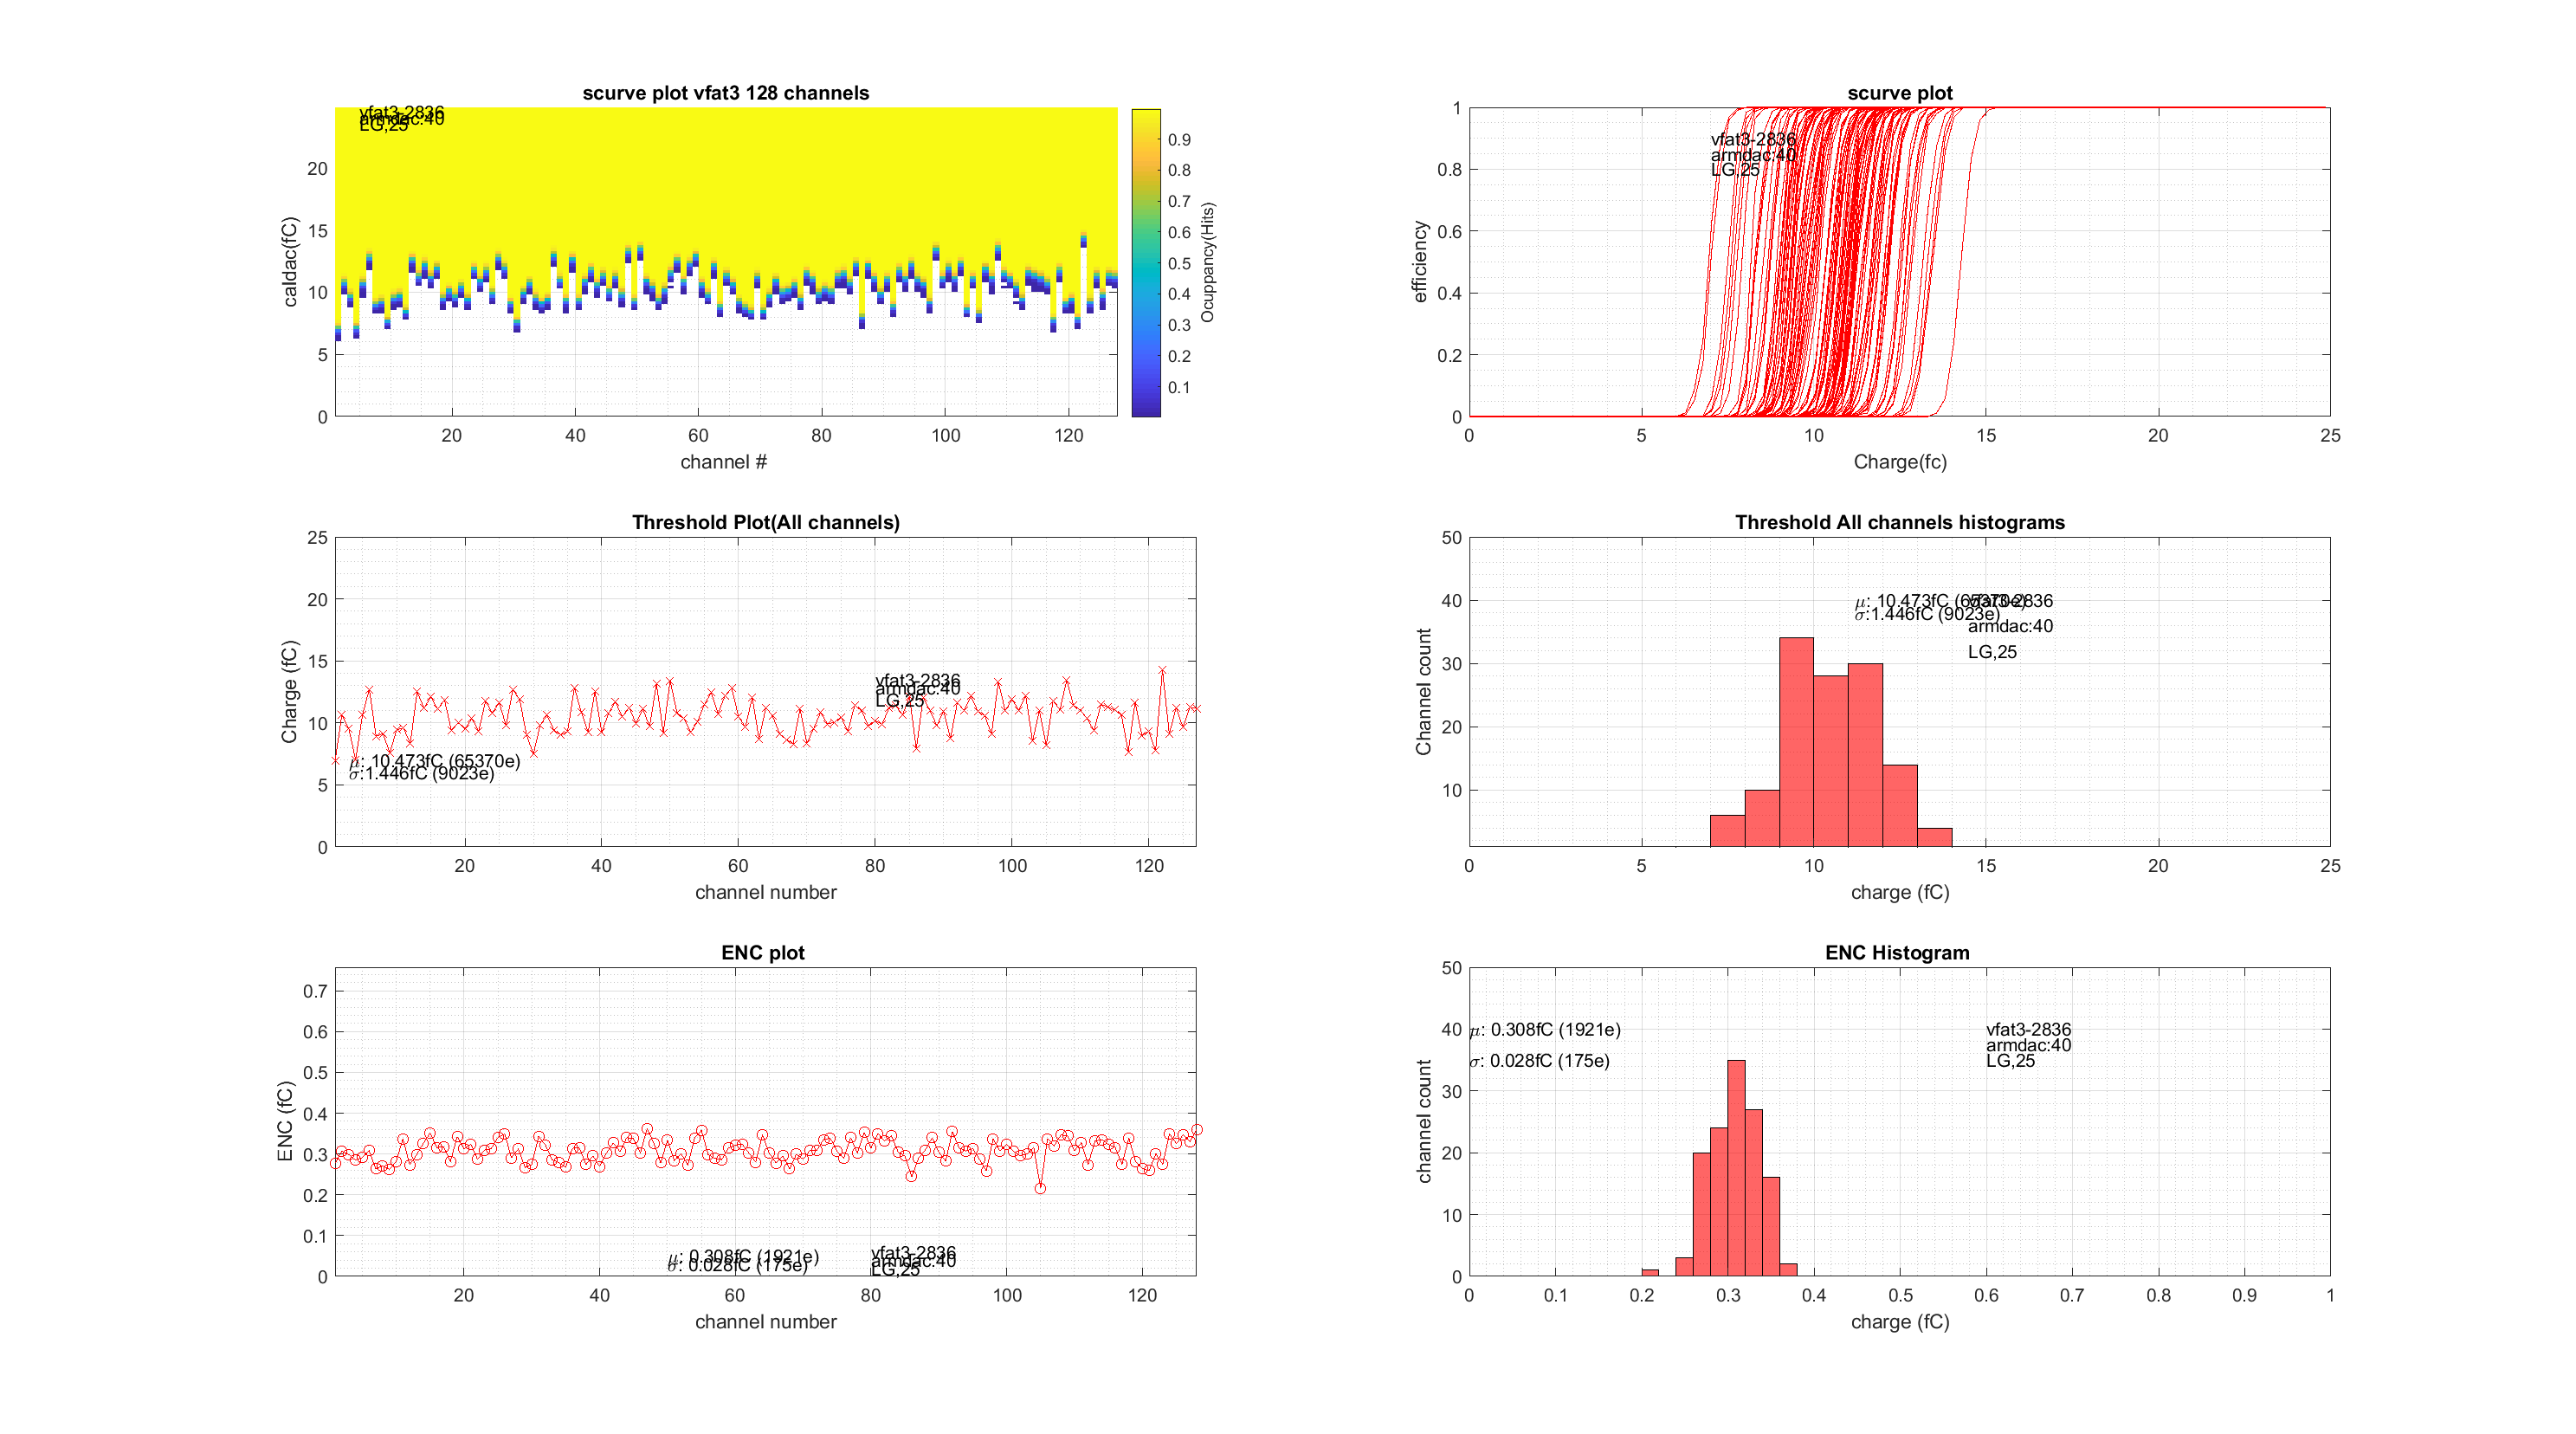 scurve plot vfat3 128 channels
vfat3-2836
armdac:40
LG,25
caldac(fC)
20
15
10
5
0
20 40 60 80 100 120
channel #
0.9
0.8
0.7
0.6
0.5
0.4
0.3
0.2
0.1
Ocuppancy(Hits)
scurve plot
vfat3-2836
armdac:40
LG,25
efficiency
1
0.8
0.6
0.4
0.2
0
0 5 10 15 20 25
Charge(fc)
Threshold Plot(All channels)
Charge (fC)
25
20
15
10
5
0
vfat3-2836
armdac:40
LG,25
μ: 10.473fC (65370e)
σ:1.446fC (9023e)
20 40 60 80 100 120
channel number
Threshold All channels histograms
Channel count
50
40
30
20
10
μ: 10.473fC (65370e)
σ:1.446fC (9023e)
vfat3-2836
armdac:40
LG,25
0 5 10 15 20 25
charge (fC)
ENC plot
ENC (fC)
0.7
0.6
0.5
0.4
0.3
0.2
0.1
0
μ: 0.308fC (1921e)
σ: 0.028fC (175e)
vfat3-2836
armdac:40
LG,25
20 40 60 80 100 120
channel number
ENC Histogram
channel count
50
40
30
20
10
0
μ: 0.308fC (1921e)
σ: 0.028fC (175e)
vfat3-2836
armdac:40
LG,25
0 0.1 0.2 0.3 0.4 0.5 0.6 0.7 0.8 0.9 1
charge (fC)